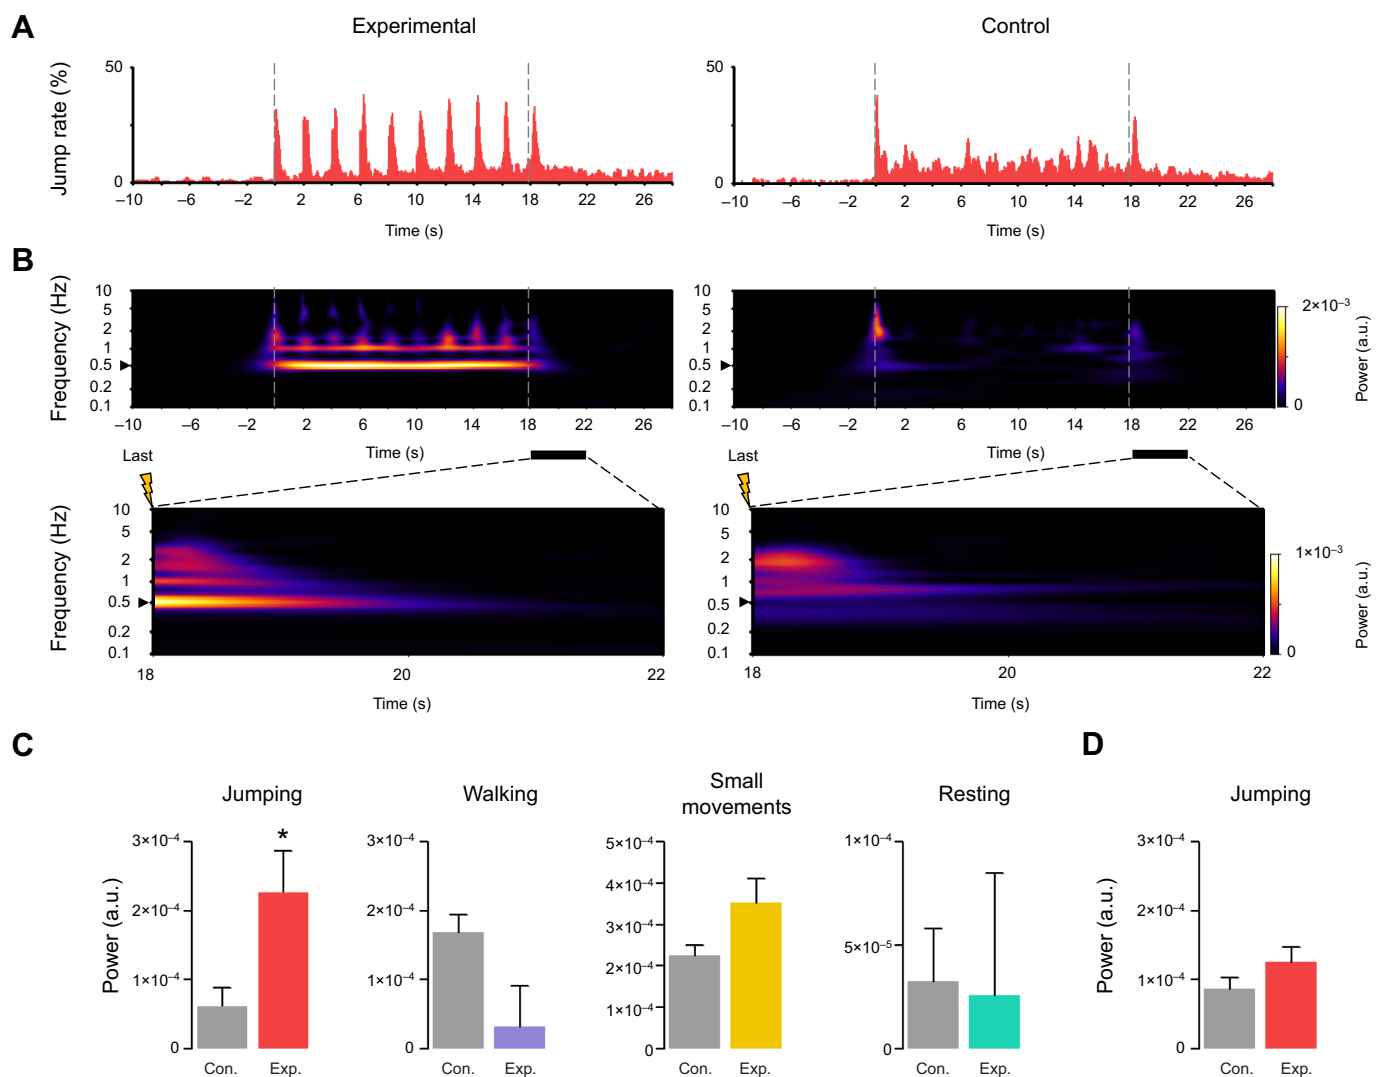 A
Experimental
Control
Jump rate (%)
50
0
–10 –6 –2 2 6 10 14 18 22 26
Time (s)
50
0
–10 –6 –2 2 6 10 14 18 22 26
Time (s)
B
Frequency (Hz)
10
5
2
1
0.5
0.2
0.1
–10 –6 –2 2 6 10 14 18 22 26
Time (s)
10
5
2
1
0.5
0.2
0.1
–10 –6 –2 2 6 10 14 18 22 26
Time (s)
2×10–3
0
Power (a.u.)
Last
Frequency (Hz)
10
5
2
1
0.5
0.2
0.1
18 20 22
Time (s)
Last
10
5
2
1
0.5
0.2
0.1
18 20 22
Time (s)
1×10–3
0
Power (a.u.)
C
Jumping
Power (a.u.)
3×10–4
2×10–4
1×10–4
0
*
Con. Exp.
Walking
3×10–4
2×10–4
1×10–4
0
Con. Exp.
Small
movements
5×10–4
4×10–4
3×10–4
2×10–4
1×10–4
0
Con. Exp.
Resting
1×10–4
5×10–5
0
Con. Exp.
D
Jumping
Power (a.u.)
3×10–4
2×10–4
1×10–4
0
Con. Exp.